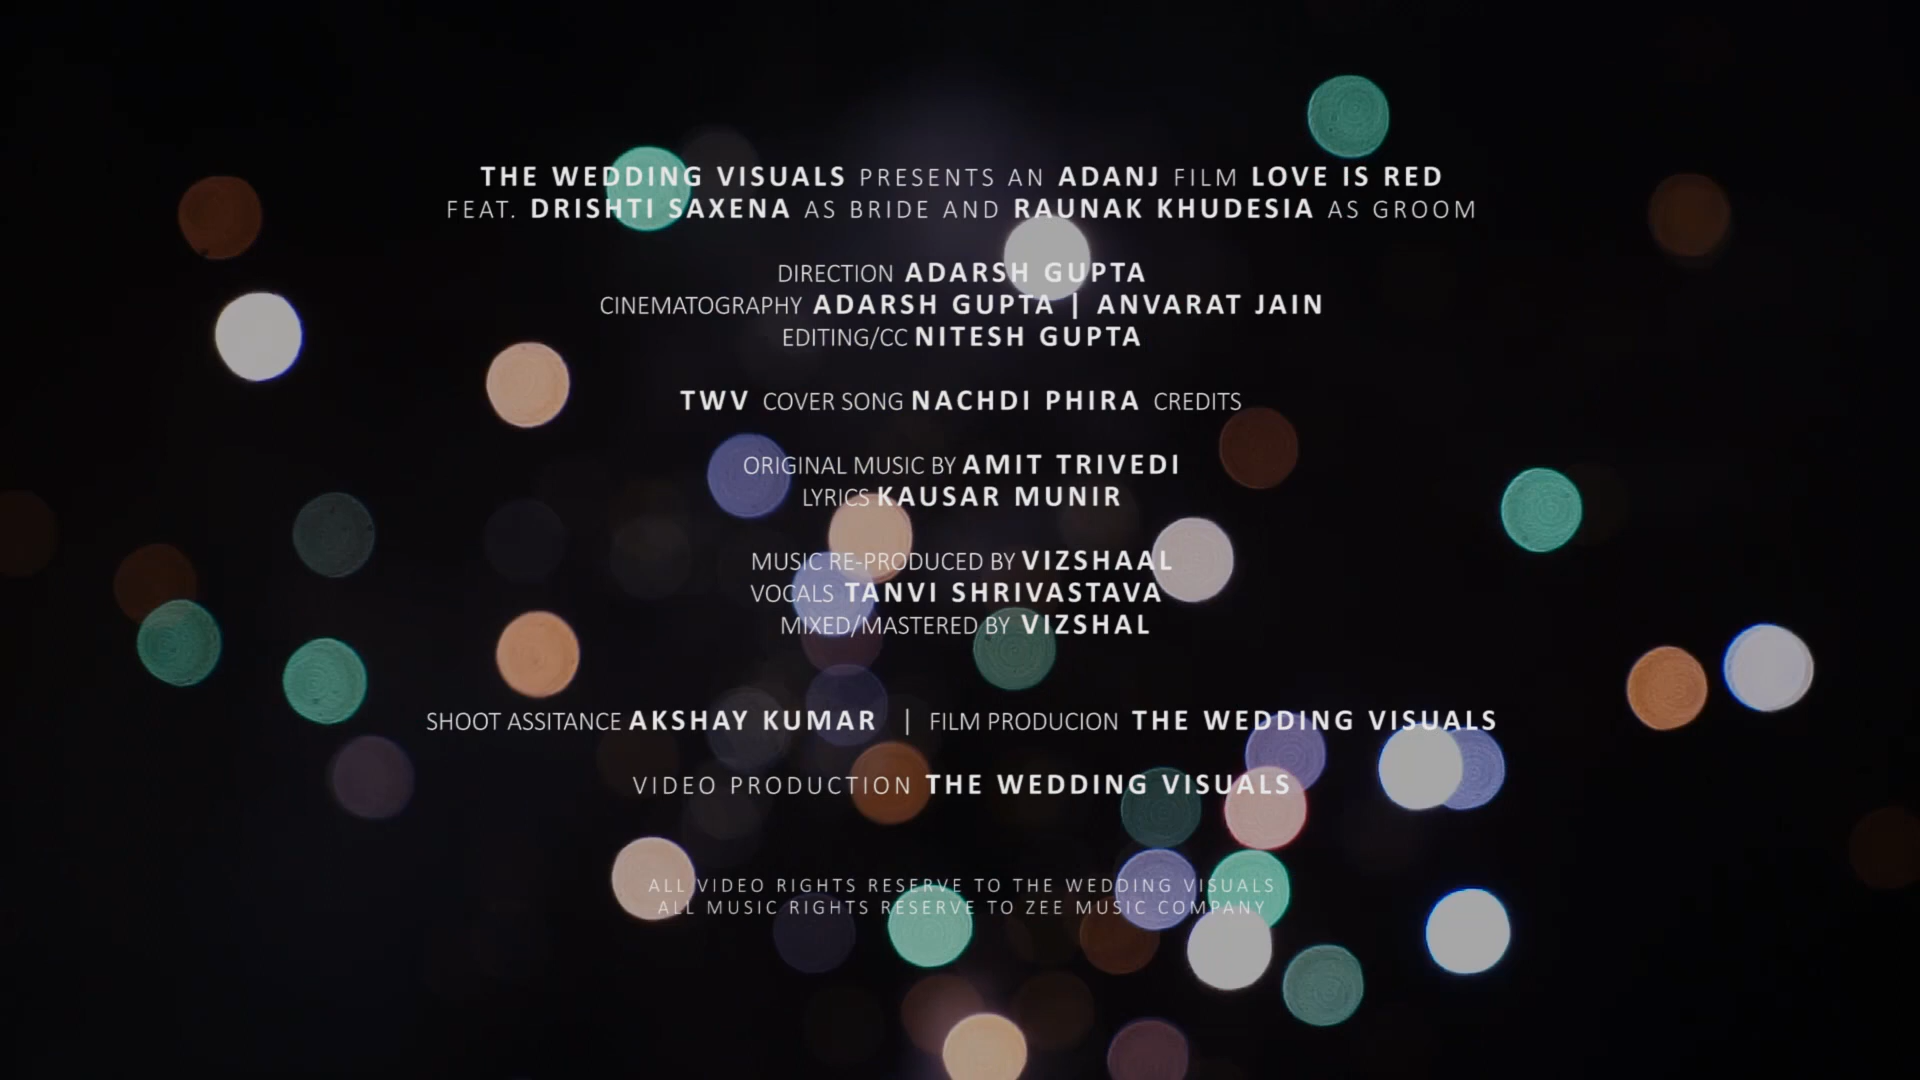 THE WEDDING VISUALS PRESENTS AN ADANJ FILM LOVE IS RED
FEAT. DRISHTI SAXENA AS BRIDE AND RAUNAK KHUDESIA AS GROOM
DIRECTION ADARSH GUPTA
CINEMATOGRAPHY ADARSH GUPTA | ANVARAT JAIN
EDITING/CC NITESH GUPTA
TWV COVER SONG NACHDI PHIRA CREDITS
ORIGINAL MUSIC BY AMIT TRIVEDI
LYRICS KAUSAR MUNIR
MUSIC RE-PRODUCED BY VIZSHAAL
VOCALS TANVI SHRIVASTAVA
MIXED/MASTERED BY VIZSHAL
SHOOT ASSITANCE AKSHAY KUMAR | FILM PRODUCION THE WEDDING VISUALS
VIDEO PRODUCTION THE WEDDING VISUALS
ALL VIDEO RIGHTS RESERVE TO THE WEDDING VISUALS
ALL MUSIC RIGHTS RESERVE TO ZEE MUSIC COMPANY